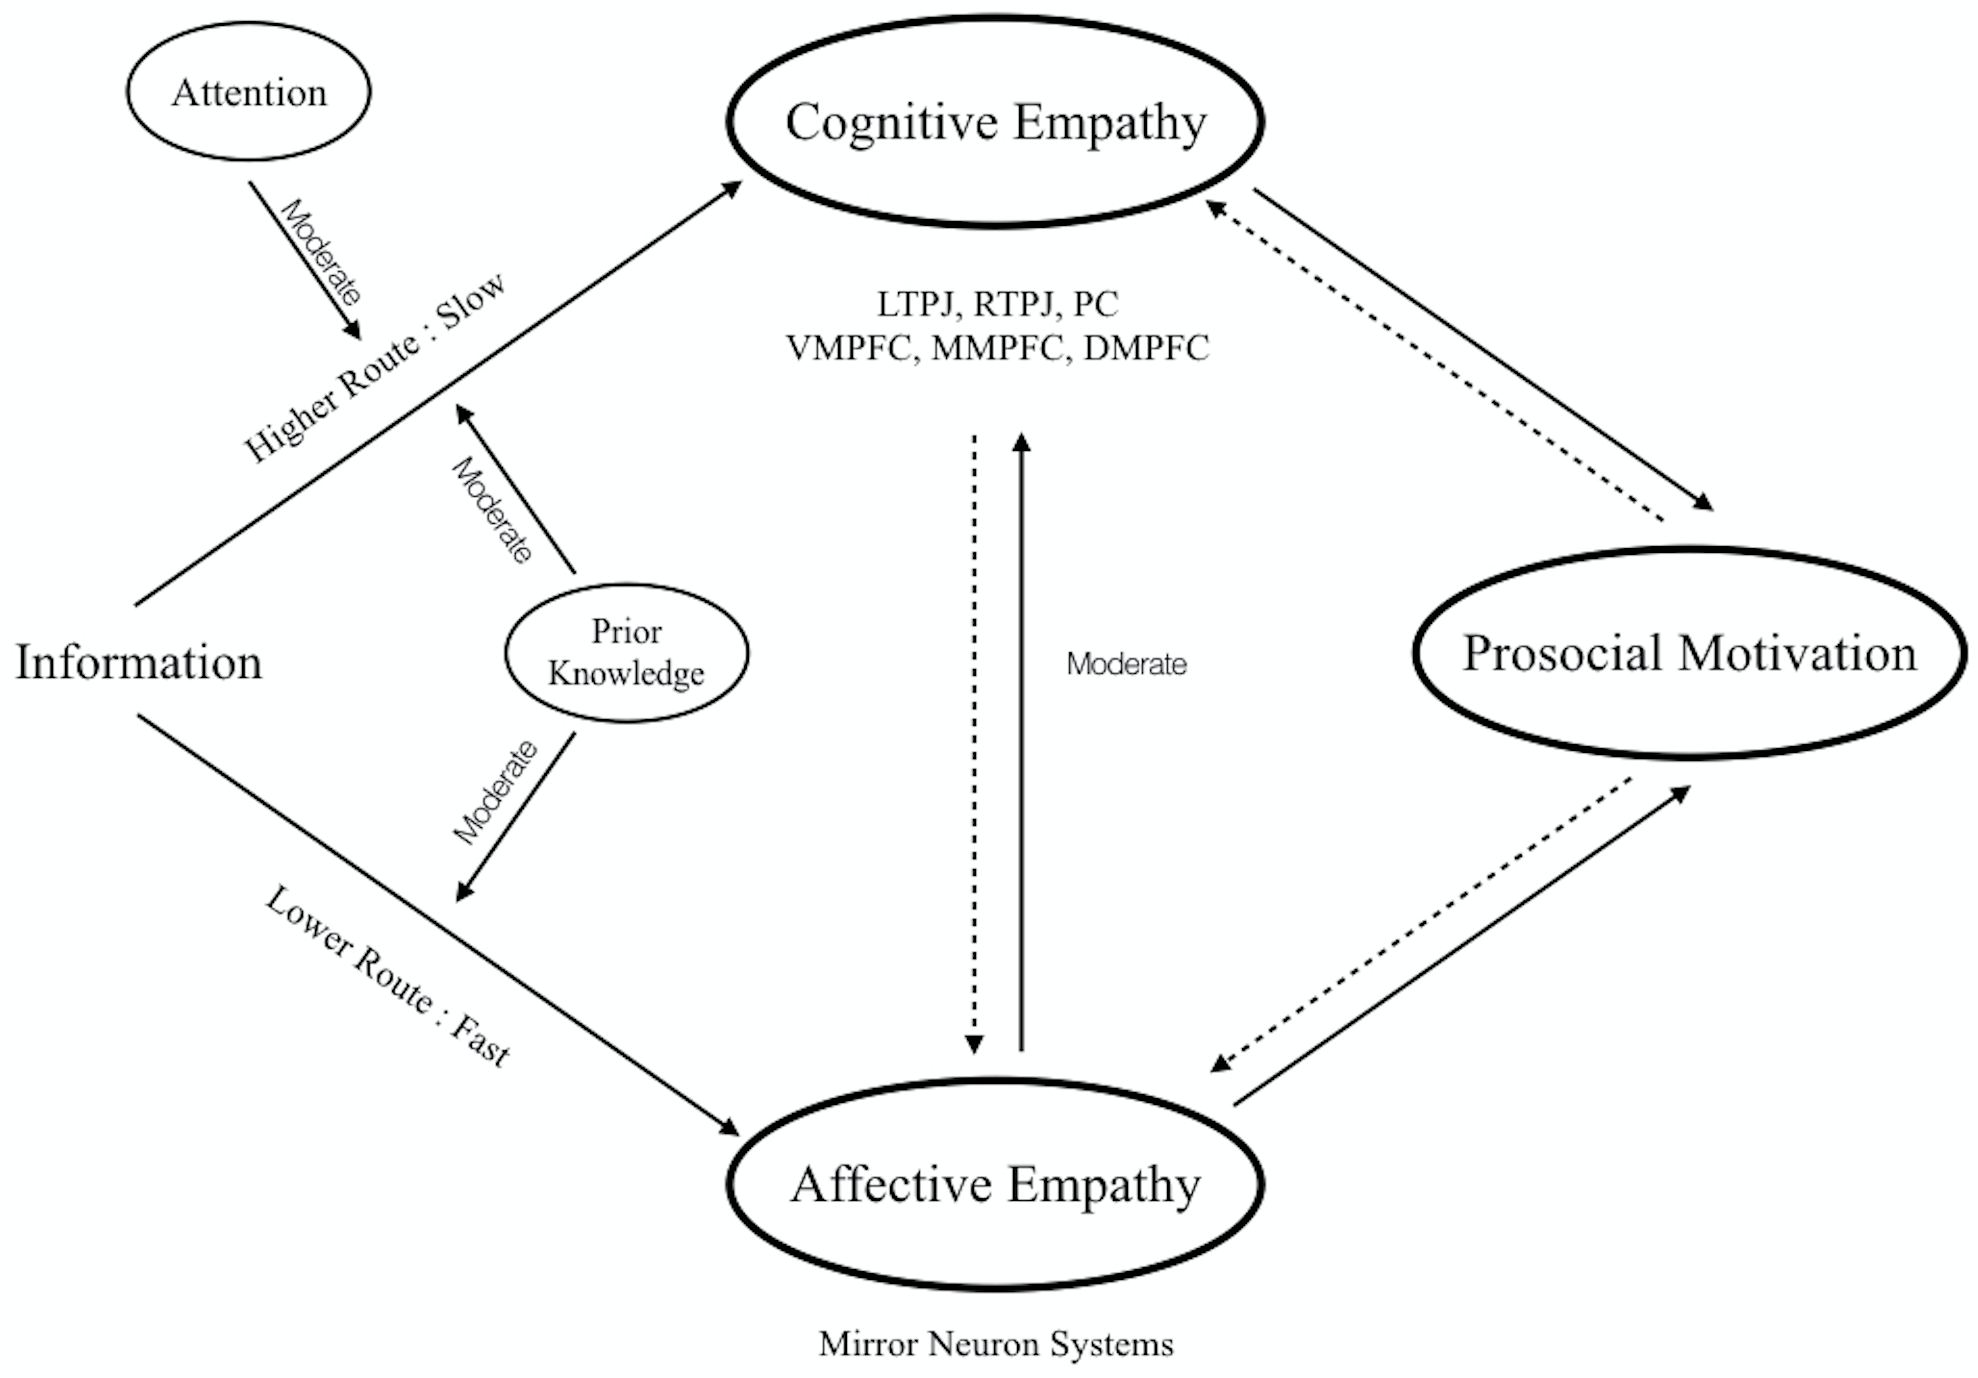 Attention
Cognitive Empathy
Moderate
Higher Route : Slow
LTPJ, RTPJ, PC
VMPFC, MMPFC, DMPFC
Moderate
Prior
Knowledge
Information
Moderate
Prosocial Motivation
Moderate
Lower Route : Fast
Affective Empathy
Mirror Neuron Systems